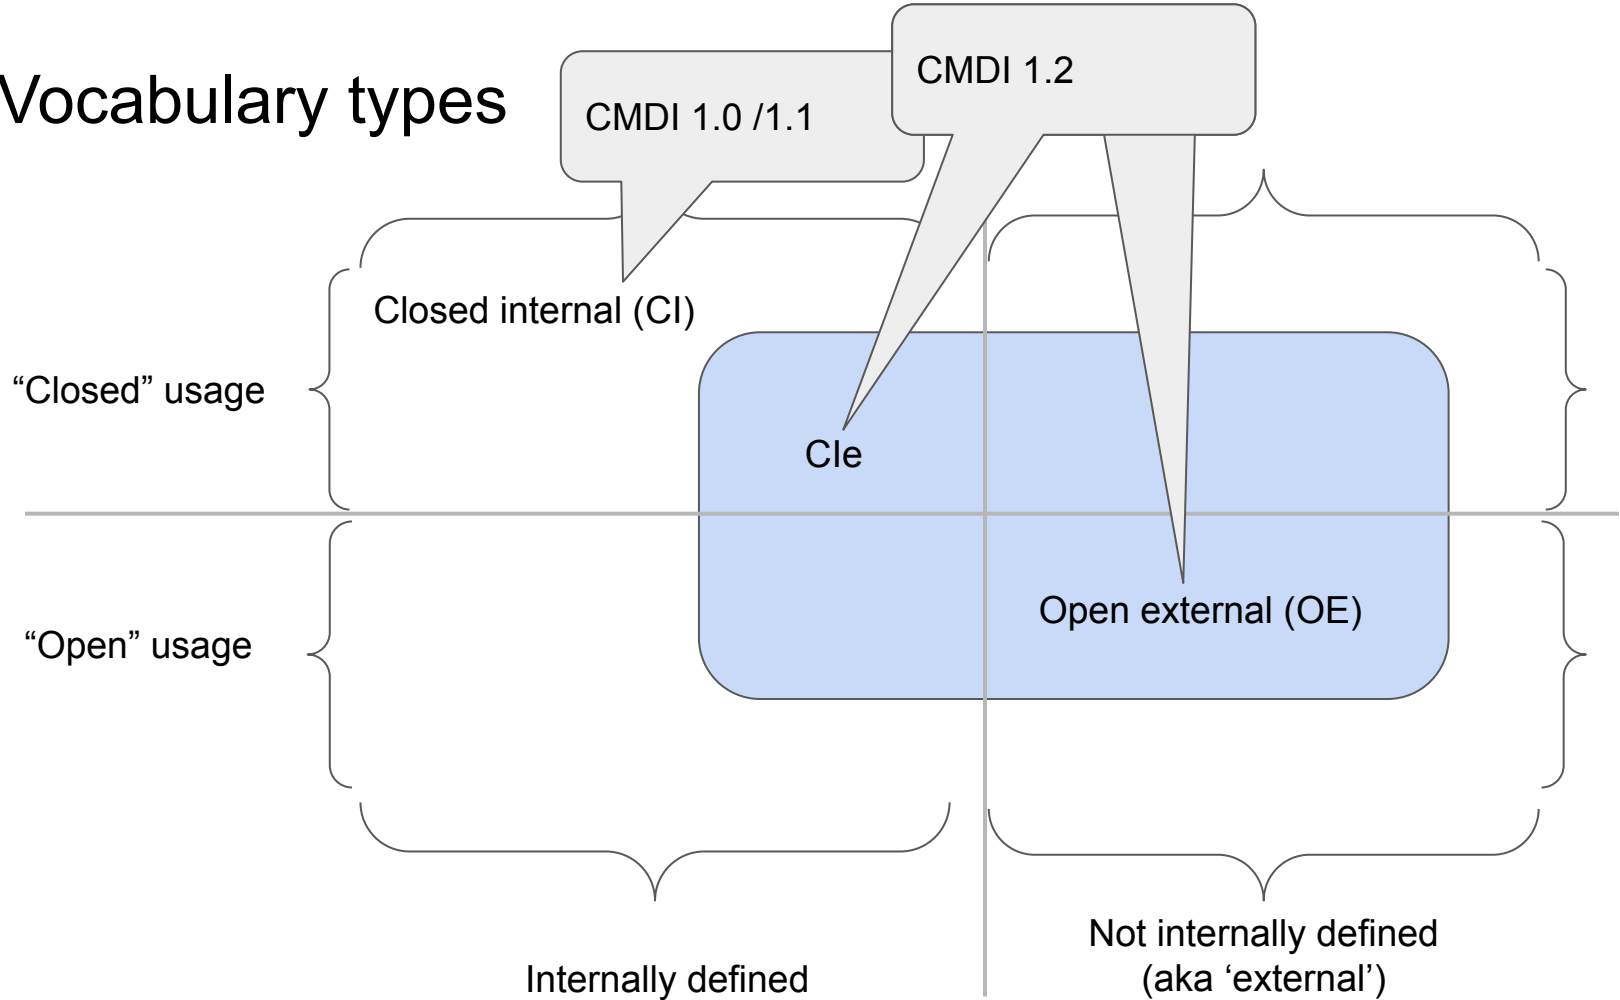 Vocabulary types
CMDI 1.0 /1.1
CMDI 1.2
Closed internal (CI)
“Closed” usage
CIe
Open external (OE)
“Open” usage
Not internally defined
(aka ‘external’)
Internally defined